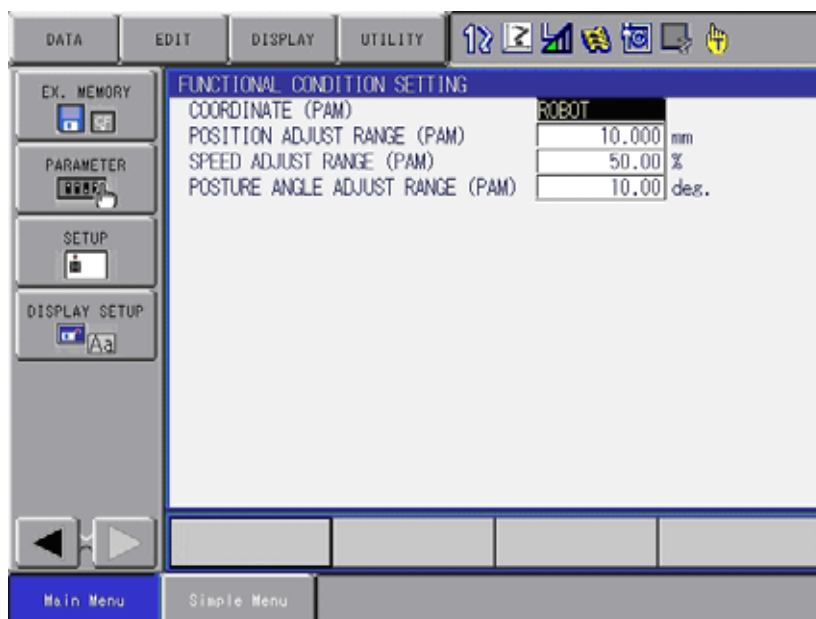 DATA EDIT DISPLAY UTILITY
EX. MEMORY
CF
PARAMETER
SETUP
DISPLAY SETUP
Aa
FUNCTIONAL CONDITION SETTING
COORDINATE (PAM) ROBOT
POSITION ADJUST RANGE (PAM) 10.000 mm
SPEED ADJUST RANGE (PAM) 50.00 %
POSTURE ANGLE ADJUST RANGE (PAM) 10.00 deg.
Main Menu Simple Menu